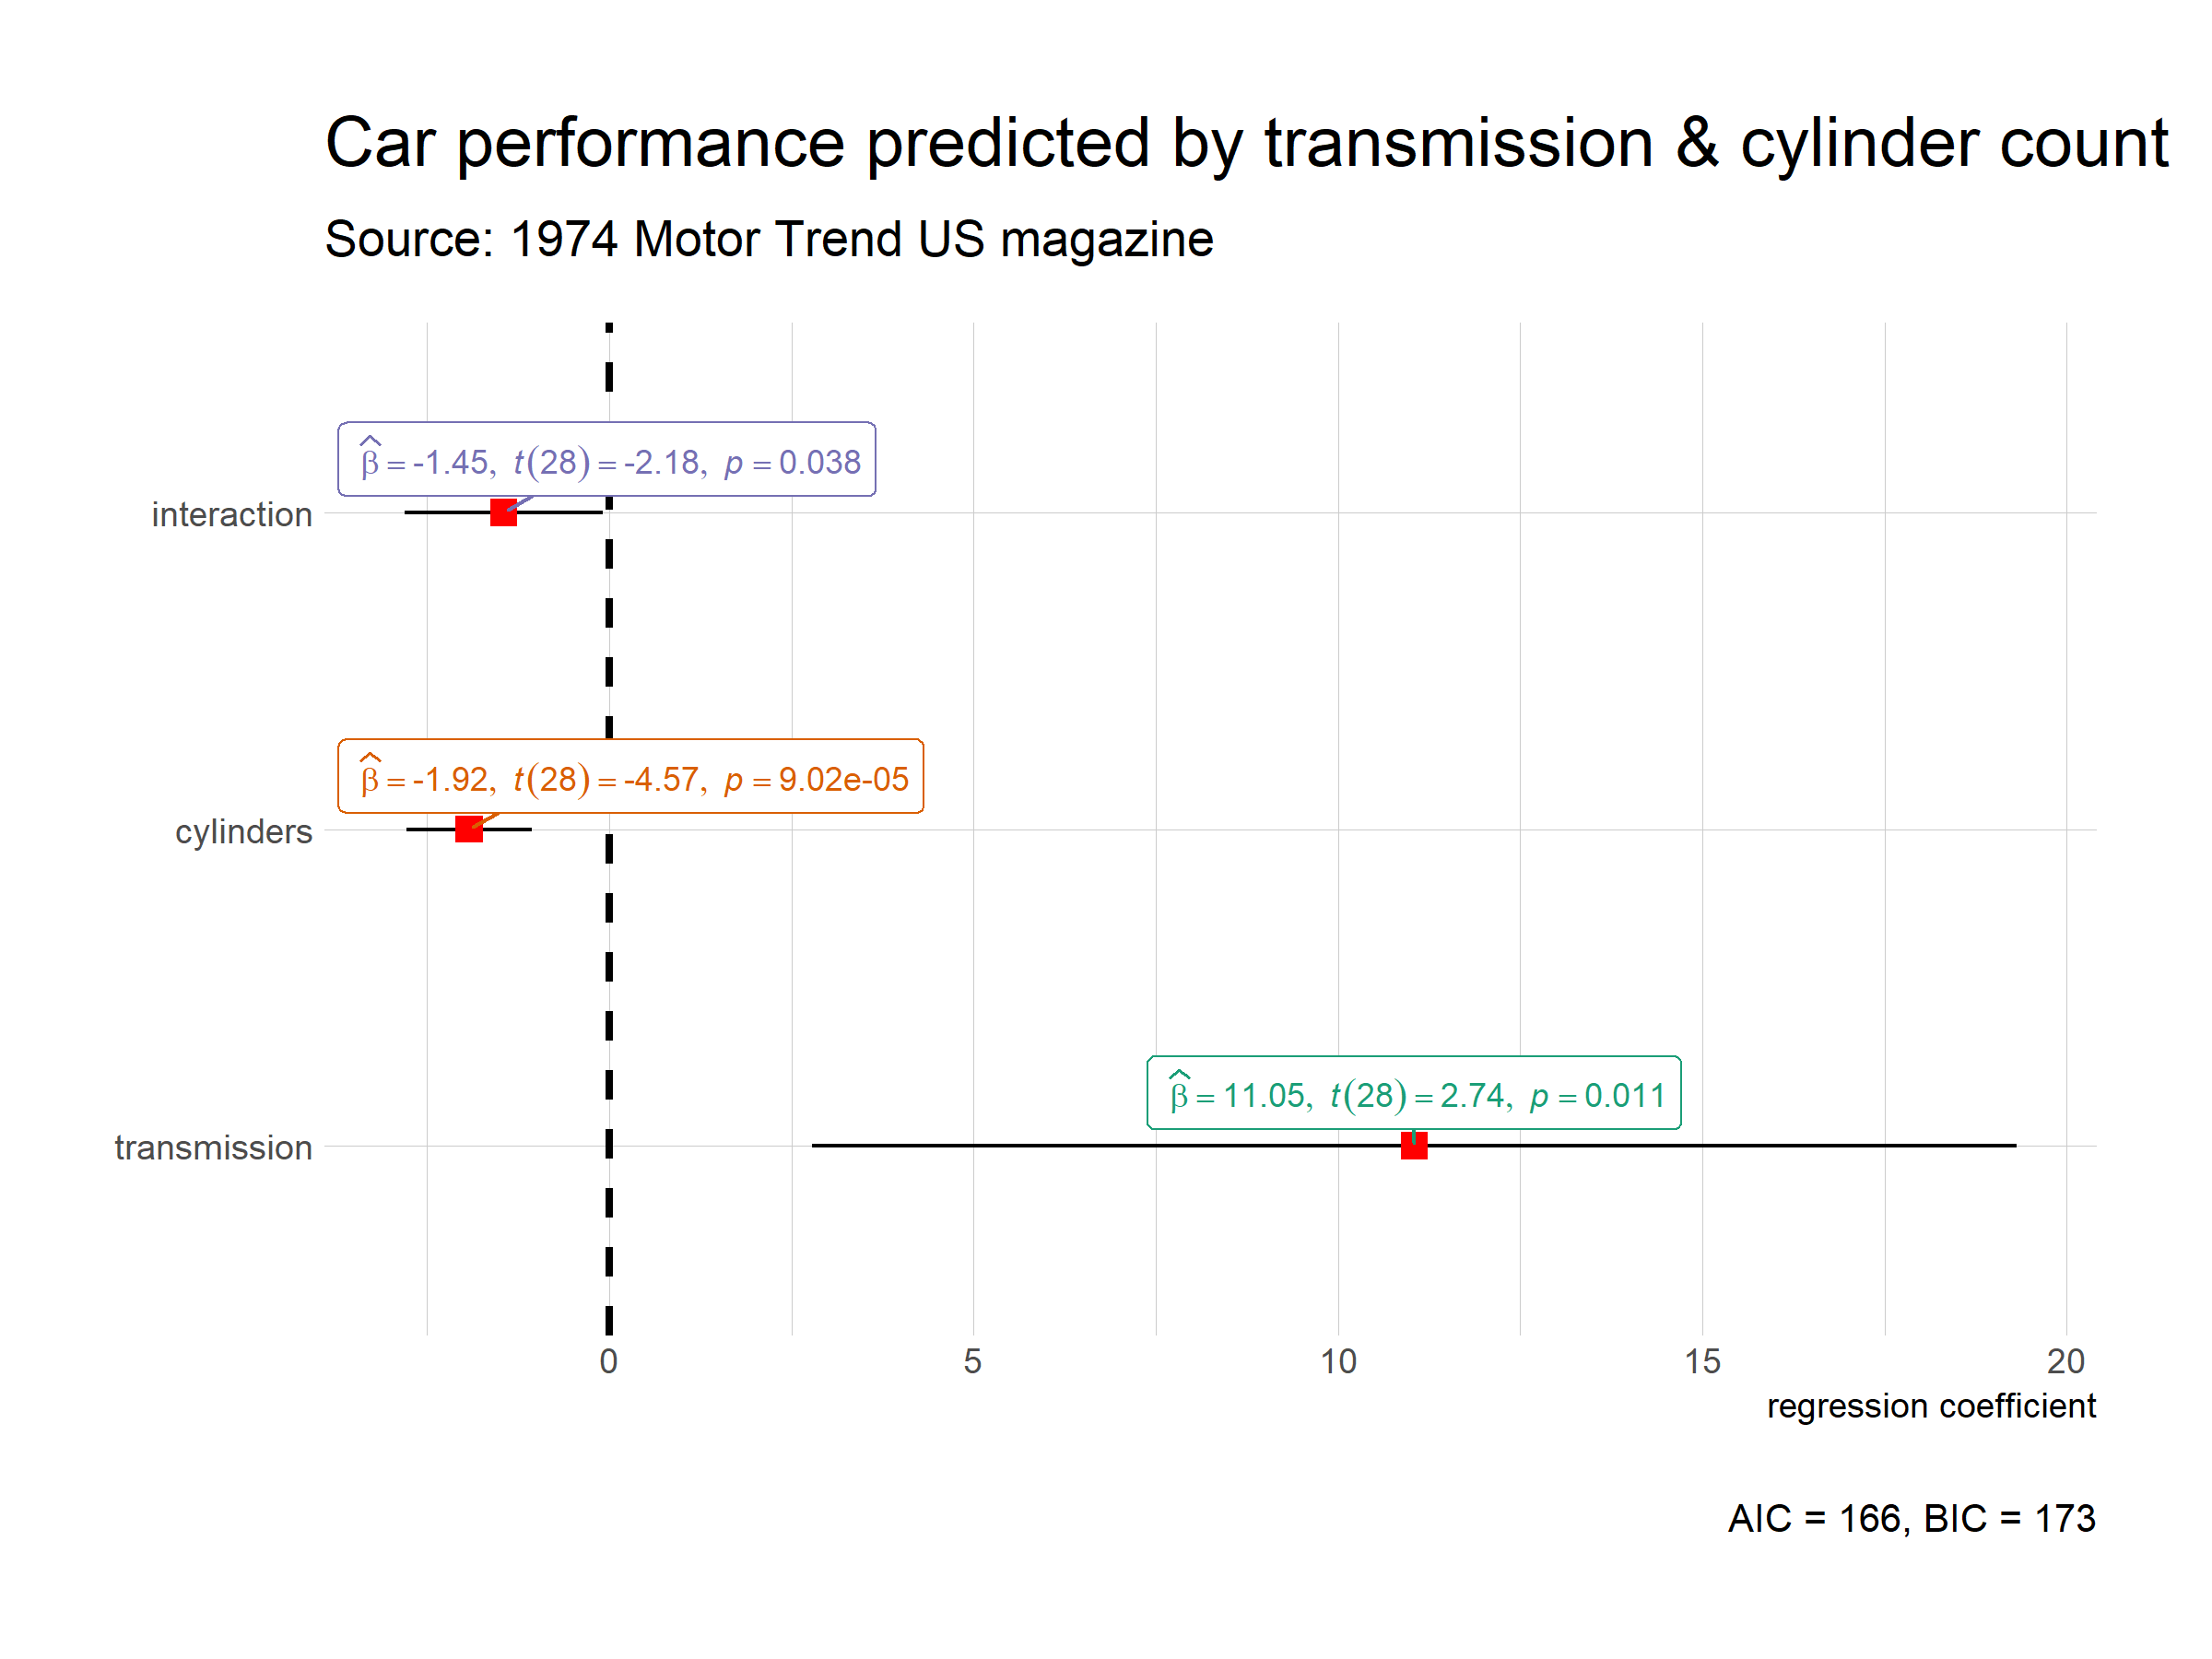 Car performance predicted by transmission & cylinder count
Source: 1974 Motor Trend US magazine
β̂ = -1.45, t(28) = -2.18, p = 0.038
interaction
β̂ = -1.92, t(28) = -4.57, p = 9.02e-05
cylinders
β̂ = 11.05, t(28) = 2.74, p = 0.011
transmission
0 5 10 15 20
regression coefficient
AIC = 166, BIC = 173